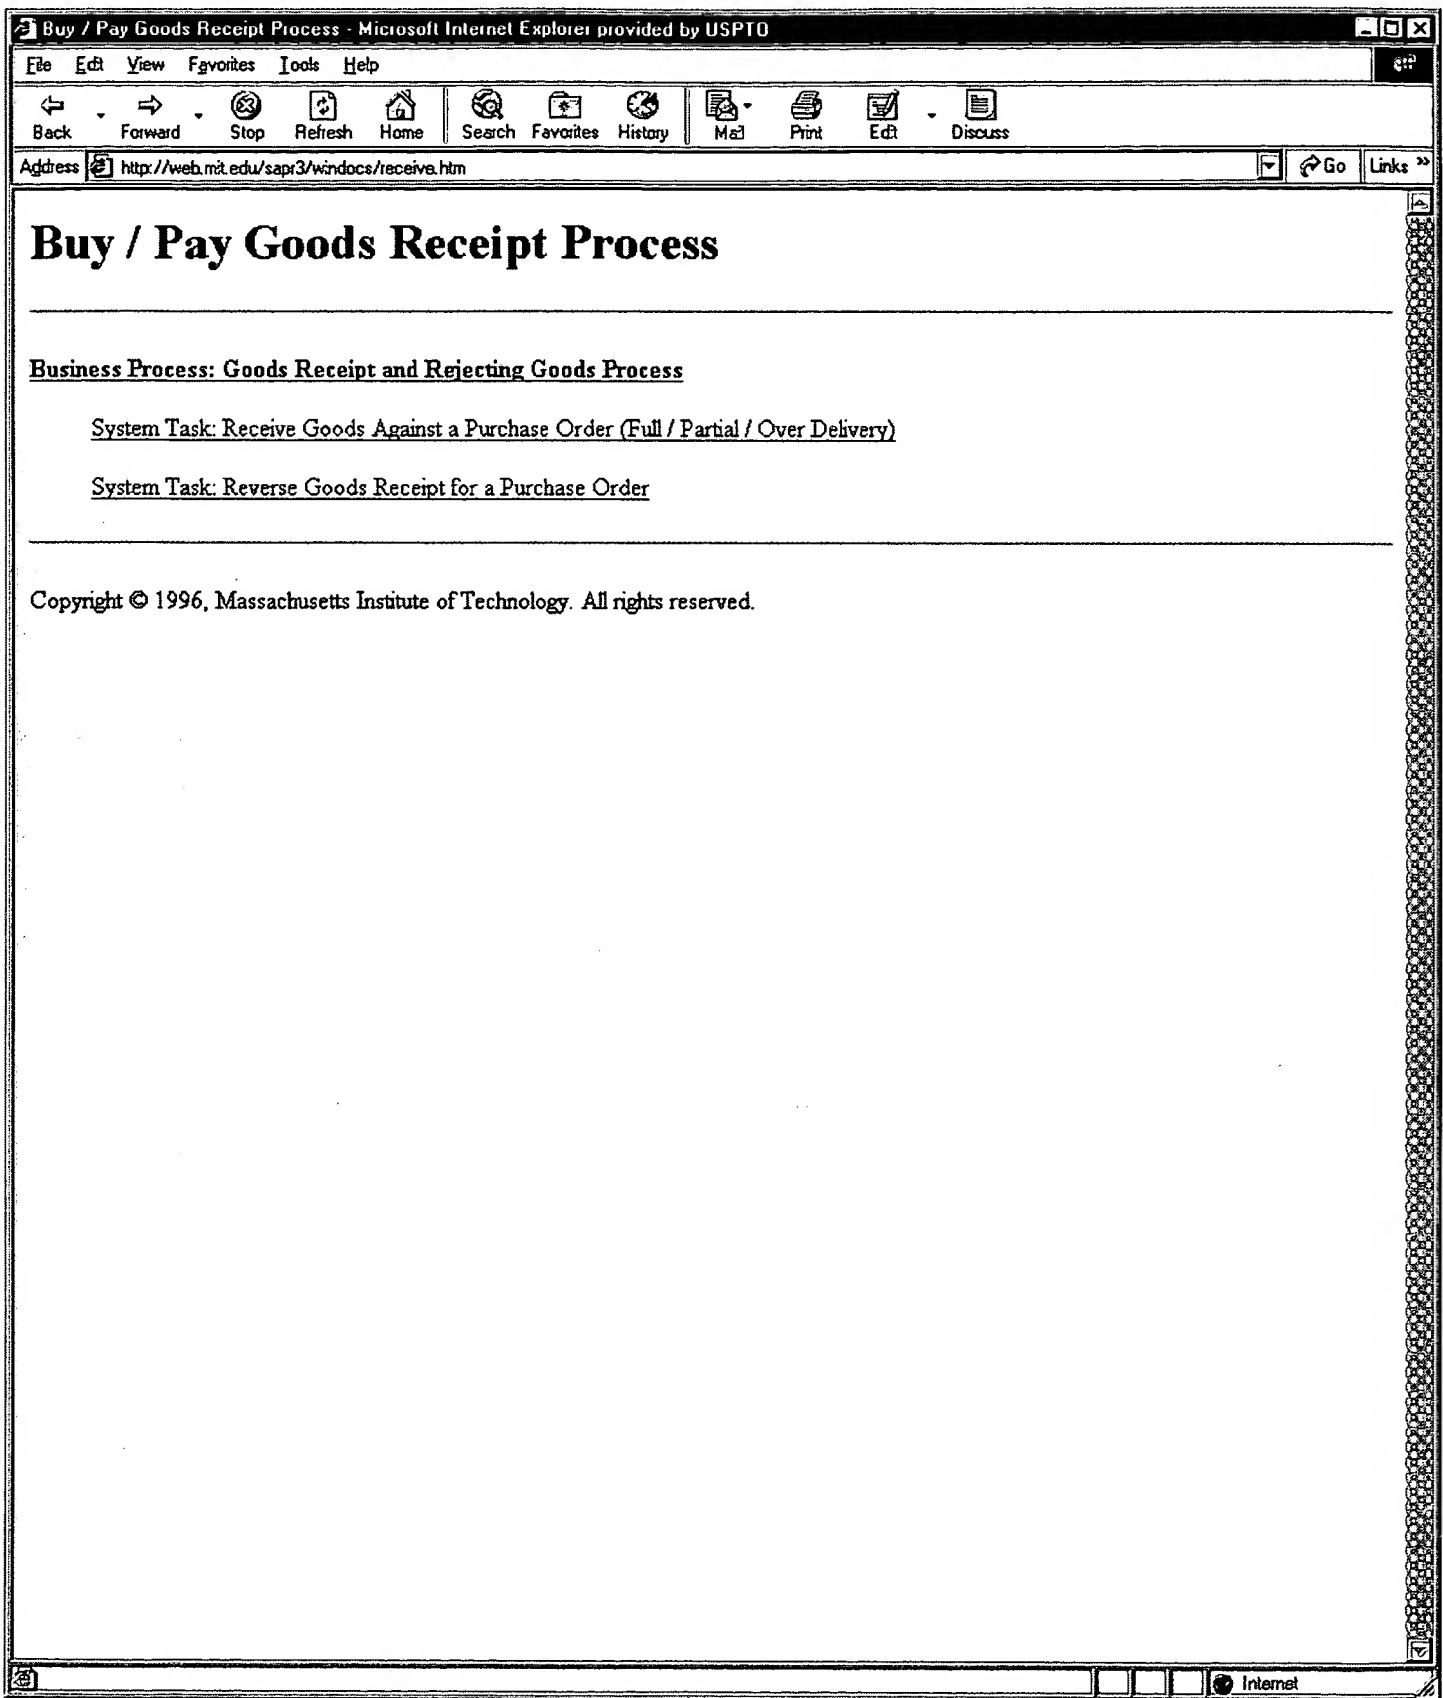 Buy / Pay Goods Receipt Process - Microsoft Internet Explorer provided by USPTO
File Edit View Favorites Tools Help
Back Forward Stop Refresh Home Search Favorites History Mail Print Edit Discuss
Address http://web.mit.edu/sapr3/windocs/receive.htm Go Links »
Buy / Pay Goods Receipt Process
Business Process: Goods Receipt and Rejecting Goods Process
System Task: Receive Goods Against a Purchase Order (Full / Partial / Over Delivery)
System Task: Reverse Goods Receipt for a Purchase Order
Copyright © 1996, Massachusetts Institute of Technology. All rights reserved.
Internet